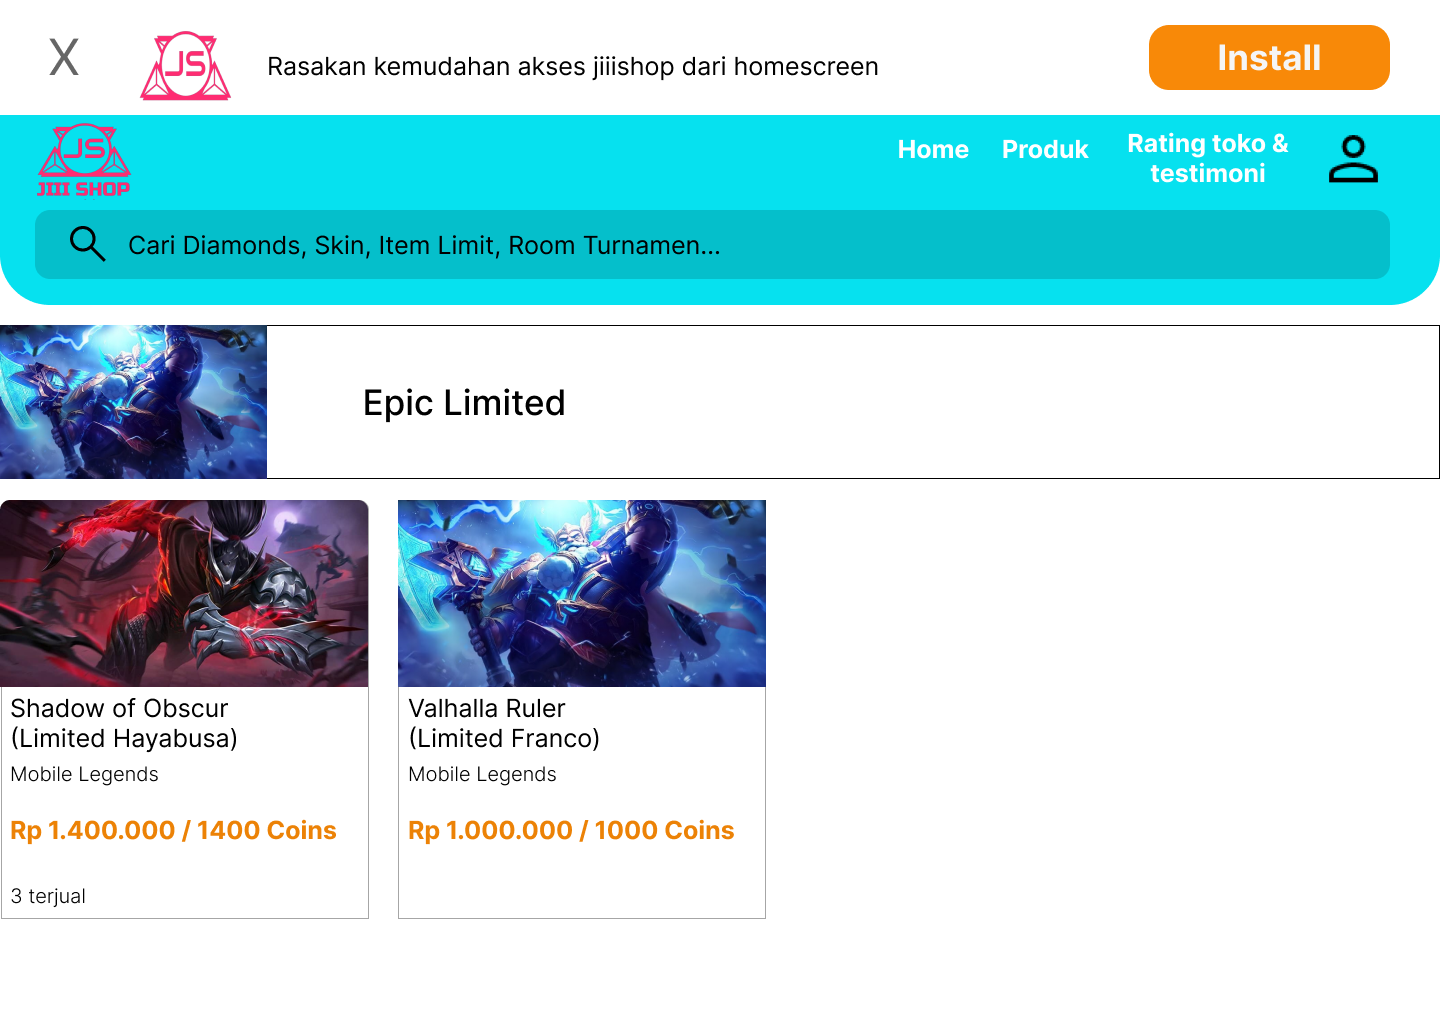 X
JS
Rasakan kemudahan akses jiiishop dari homescreen
Install
JS
JIII SHOP
Home
Produk
Rating toko &
testimoni
Cari Diamonds, Skin, Item Limit, Room Turnamen...
Epic Limited
Shadow of Obscur
(Limited Hayabusa)
Mobile Legends
Rp 1.400.000 / 1400 Coins
3 terjual
Valhalla Ruler
(Limited Franco)
Mobile Legends
Rp 1.000.000 / 1000 Coins